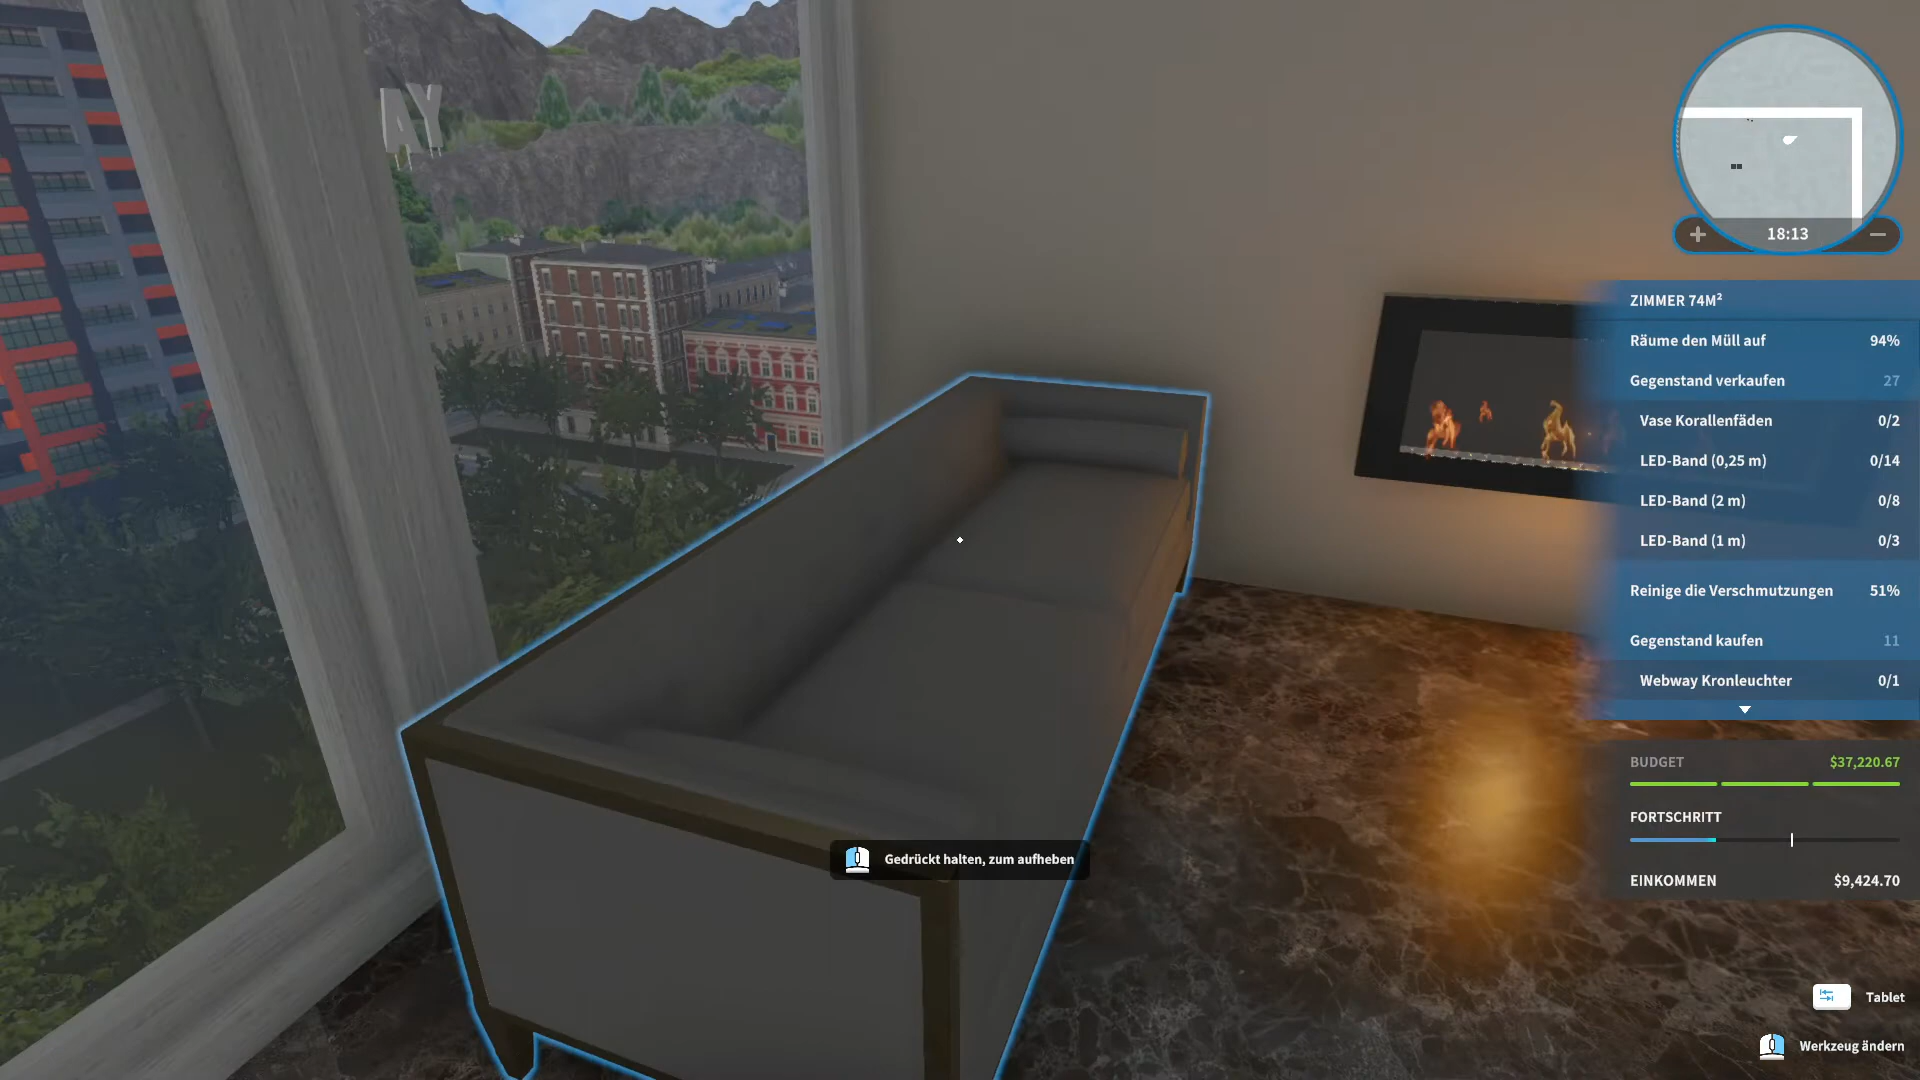 AY
18:13
ZIMMER 74M²
Räume den Müll auf 94%
Gegenstand verkaufen 27
Vase Korallenfäden 0/2
LED-Band (0,25 m) 0/14
LED-Band (2 m) 0/8
LED-Band (1 m) 0/3
Reinige die Verschmutzungen 51%
Gegenstand kaufen 11
Webway Kronleuchter 0/1
BUDGET $37,220.67
FORTSCHRITT
EINKOMMEN $9,424.70
Gedrückt halten, zum aufheben
Tablet
Werkzeug ändern